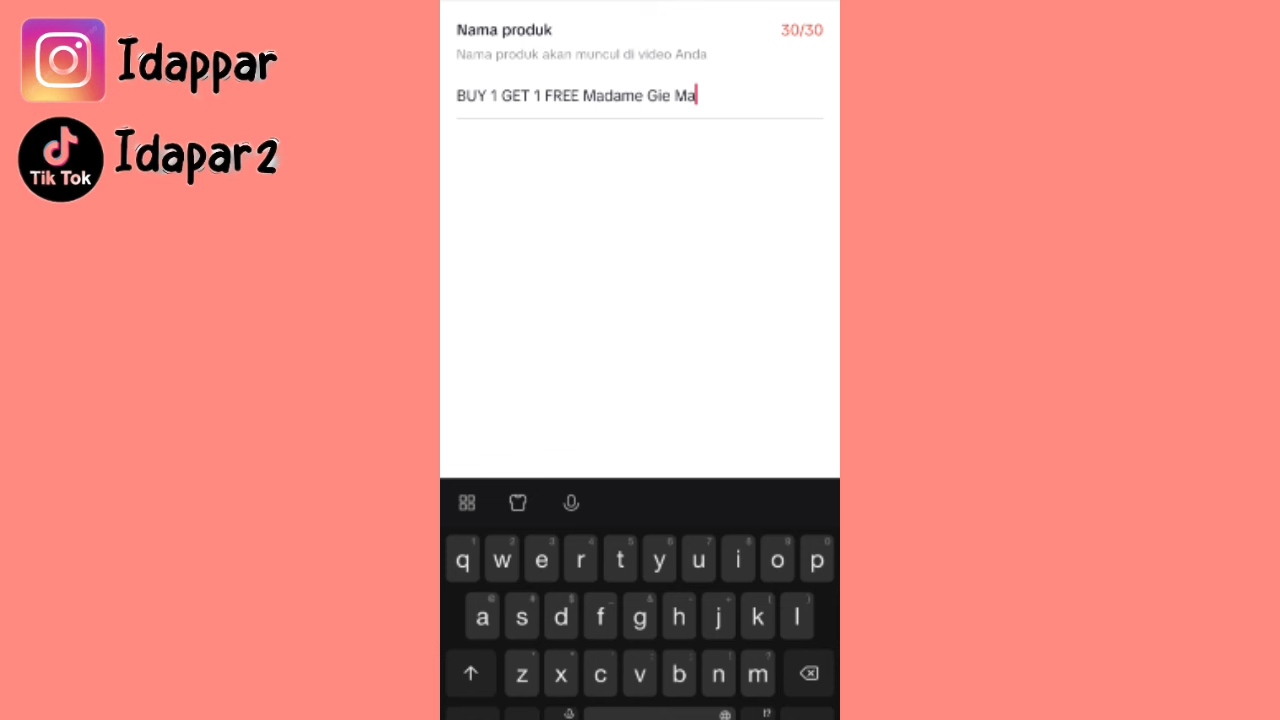 Idappar
Tik Tok
Idapar2
Nama produk
30/30
Nama produk akan muncul di video Anda
BUY 1 GET 1 FREE Madame Gie Ma
q w e r t y u i o p
a s d f g h j k l
z x c v b n m